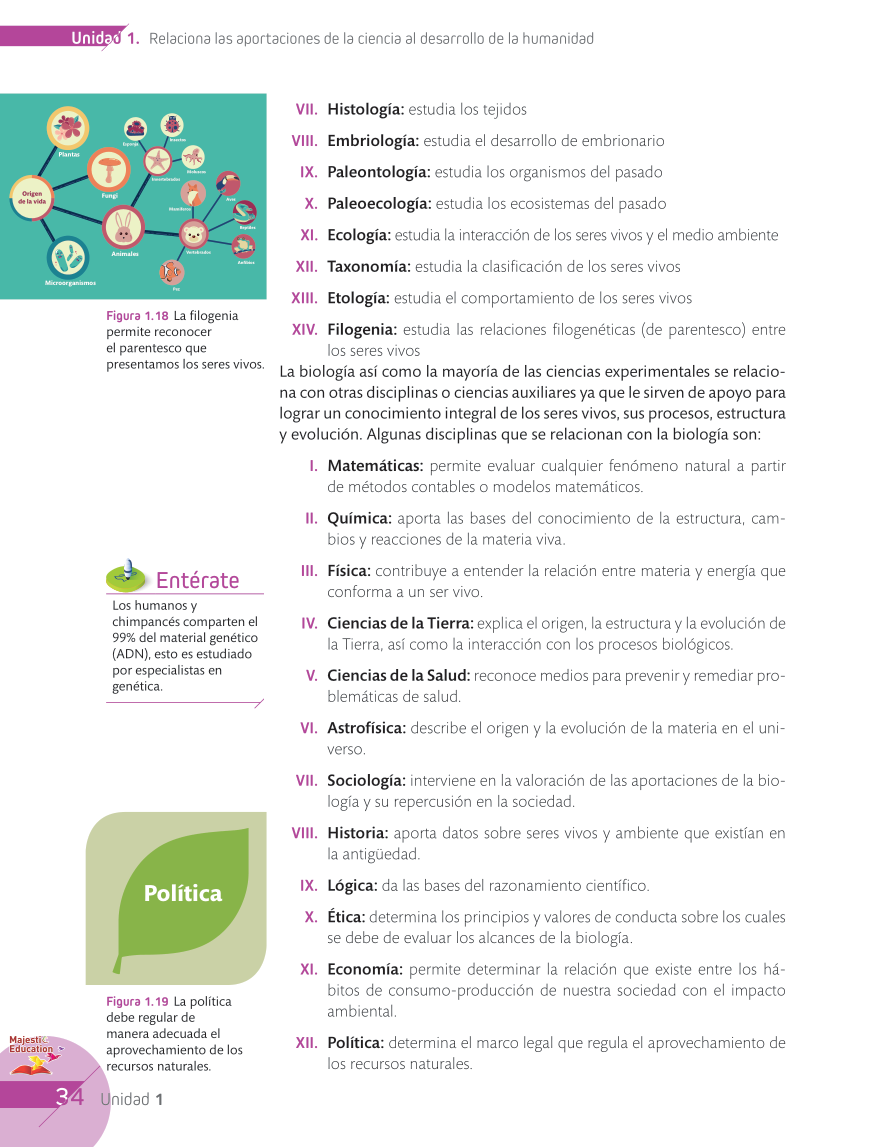 Unidad 1. Relaciona las aportaciones de la ciencia al desarrollo de la humanidad
Origen
de la vida
Plantas
Fungi
Animales
Microorganismos
Esponja
Insectos
Moluscos
Invertebrados
Mamíferos
Aves
Reptiles
Anfibios
Vertebrados
Pez
Figura 1.18 La filogenia
permite reconocer
el parentesco que
presentamos los seres vivos.
VII. Histología: estudia los tejidos
VIII. Embriología: estudia el desarrollo de embrionario
IX. Paleontología: estudia los organismos del pasado
X. Paleoecología: estudia los ecosistemas del pasado
XI. Ecología: estudia la interacción de los seres vivos y el medio ambiente
XII. Taxonomía: estudia la clasificación de los seres vivos
XIII. Etología: estudia el comportamiento de los seres vivos
XIV. Filogenia: estudia las relaciones filogenéticas (de parentesco) entre
los seres vivos
La biología así como la mayoría de las ciencias experimentales se relacio-
na con otras disciplinas o ciencias auxiliares ya que le sirven de apoyo para
lograr un conocimiento integral de los seres vivos, sus procesos, estructura
y evolución. Algunas disciplinas que se relacionan con la biología son:
I. Matemáticas: permite evaluar cualquier fenómeno natural a partir
de métodos contables o modelos matemáticos.
II. Química: aporta las bases del conocimiento de la estructura, cam-
bios y reacciones de la materia viva.
III. Física: contribuye a entender la relación entre materia y energía que
conforma a un ser vivo.
IV. Ciencias de la Tierra: explica el origen, la estructura y la evolución de
la Tierra, así como la interacción con los procesos biológicos.
V. Ciencias de la Salud: reconoce medios para prevenir y remediar pro-
blemáticas de salud.
VI. Astrofísica: describe el origen y la evolución de la materia en el uni-
verso.
VII. Sociología: interviene en la valoración de las aportaciones de la bio-
logía y su repercusión en la sociedad.
VIII. Historia: aporta datos sobre seres vivos y ambiente que existían en
la antigüedad.
IX. Lógica: da las bases del razonamiento científico.
X. Ética: determina los principios y valores de conducta sobre los cuales
se debe de evaluar los alcances de la biología.
XI. Economía: permite determinar la relación que existe entre los há-
bitos de consumo-producción de nuestra sociedad con el impacto
ambiental.
XII. Política: determina el marco legal que regula el aprovechamiento de
los recursos naturales.
Entérate
Los humanos y
chimpancés comparten el
99% del material genético
(ADN), esto es estudiado
por especialistas en
genética.
Política
Figura 1.19 La política
debe regular de
manera adecuada el
aprovechamiento de los
recursos naturales.
Majestic
Education
34 Unidad 1